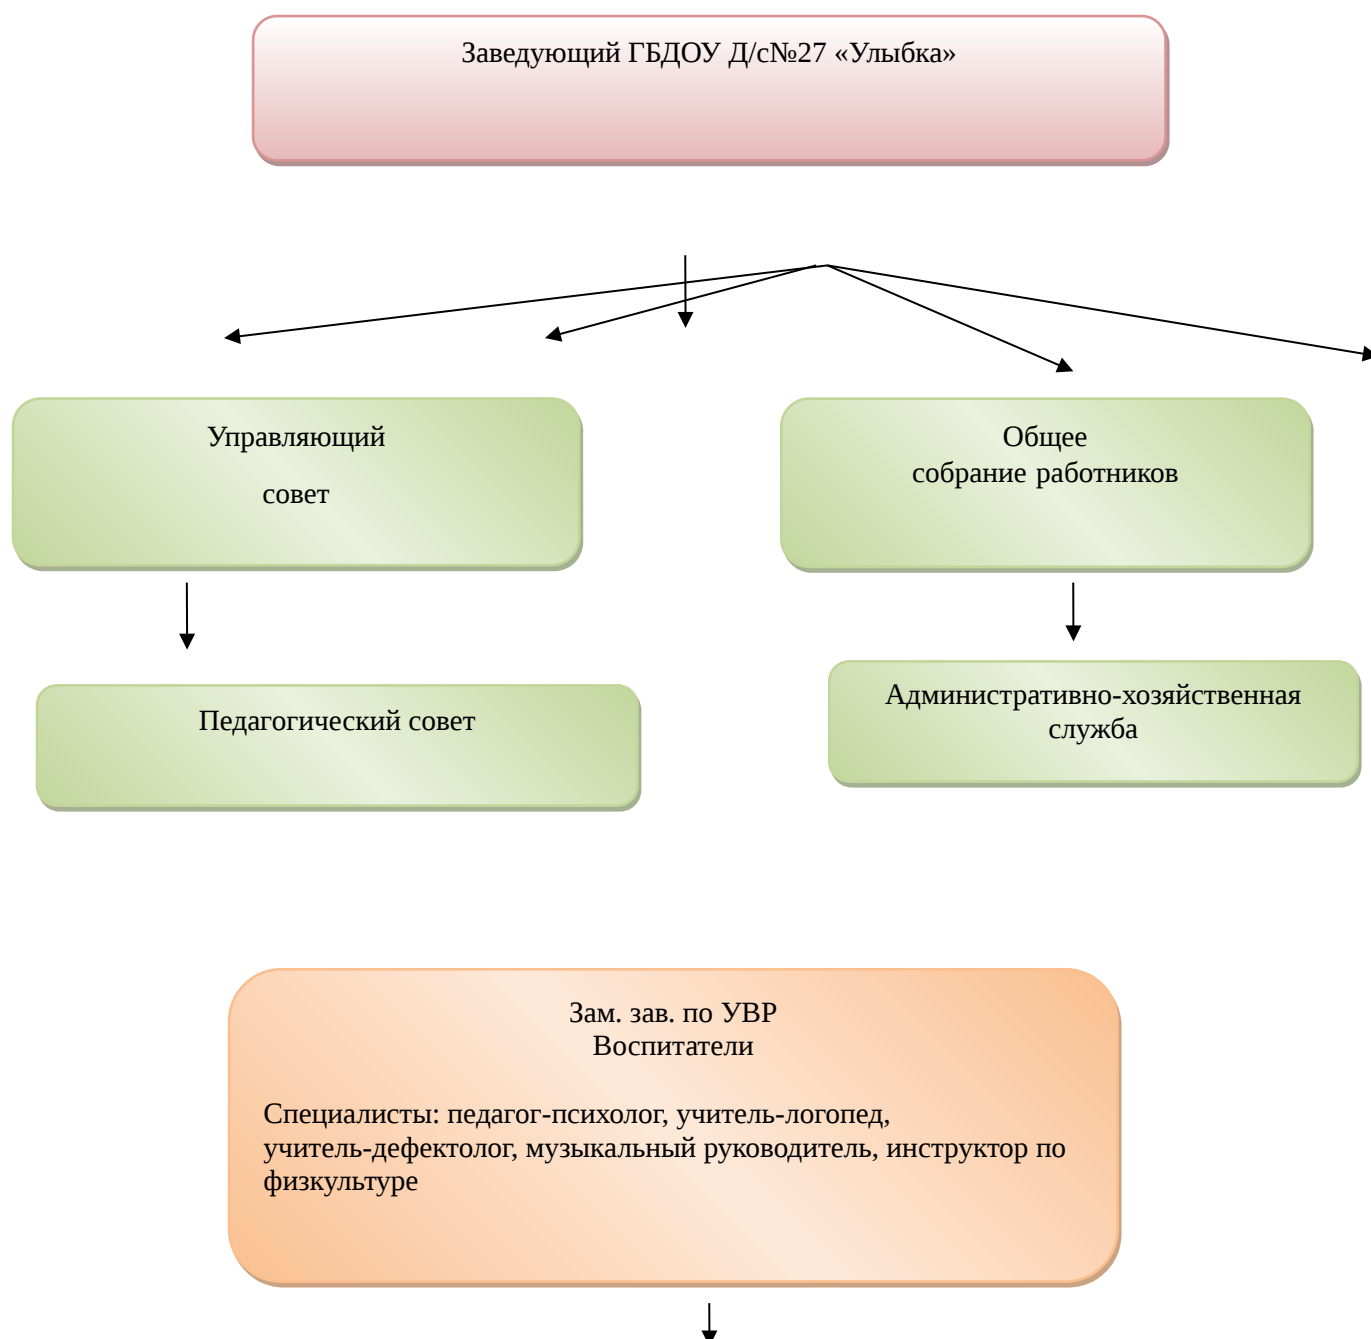 Заведующий ГБДОУ Д/с№27 «Улыбка»
Управляющий
совет
Общее
собрание работников
Педагогический совет
Административно-хозяйственная
служба
Зам. зав. по УВР
Воспитатели
Специалисты: педагог-психолог, учитель-логопед,
учитель-дефектолог, музыкальный руководитель, инструктор по
физкультуре